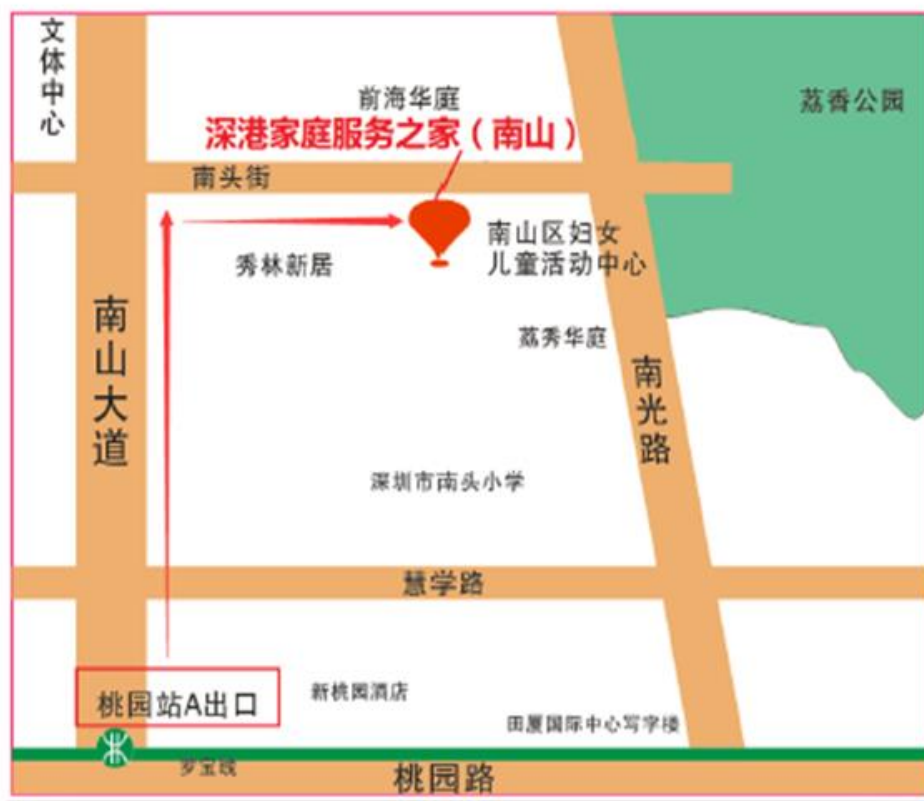 文体中心
前海华庭
荔香公园
深港家庭服务之家（南山）
南头街
南山区妇女
儿童活动中心
秀林新居
南山大道
荔秀华庭
南光路
深圳市南头小学
慧学路
桃园站A出口
新桃园酒店
田厦国际中心写字楼
罗宝线
桃园路